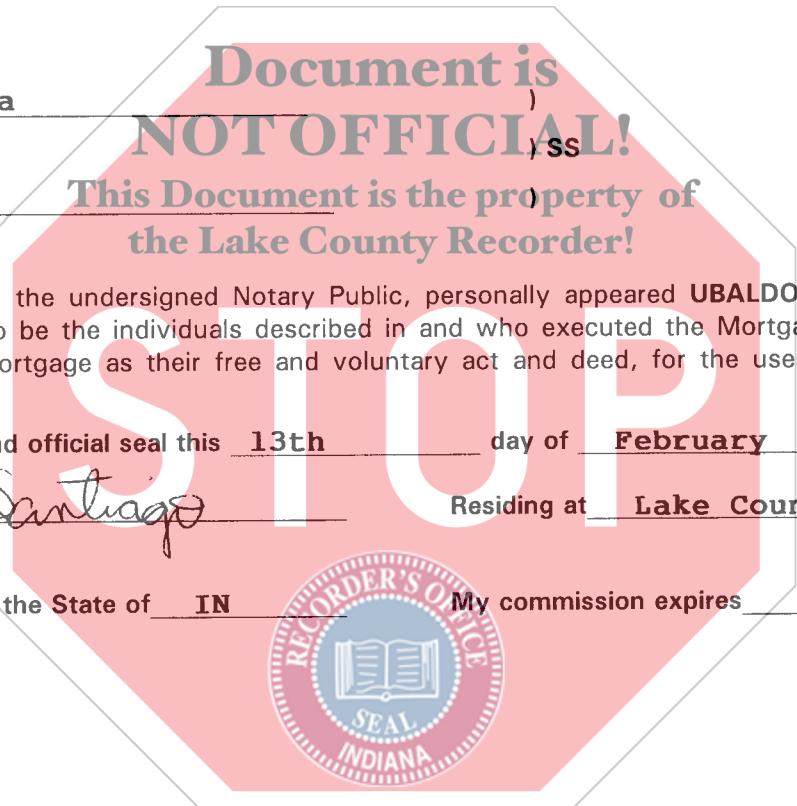 Document is
a )
NOT OFFICIAL!
) SS
This Document is the property of
)
the Lake County Recorder!
the undersigned Notary Public, personally appeared UBALDO
o be the individuals described in and who executed the Mortga
ortgage as their free and voluntary act and deed, for the use
STOP
nd official seal this 13th day of February
Santiago Residing at Lake Coun
the State of IN My commission expires
RECORDER'S OFFICE
SEAL
INDIANA